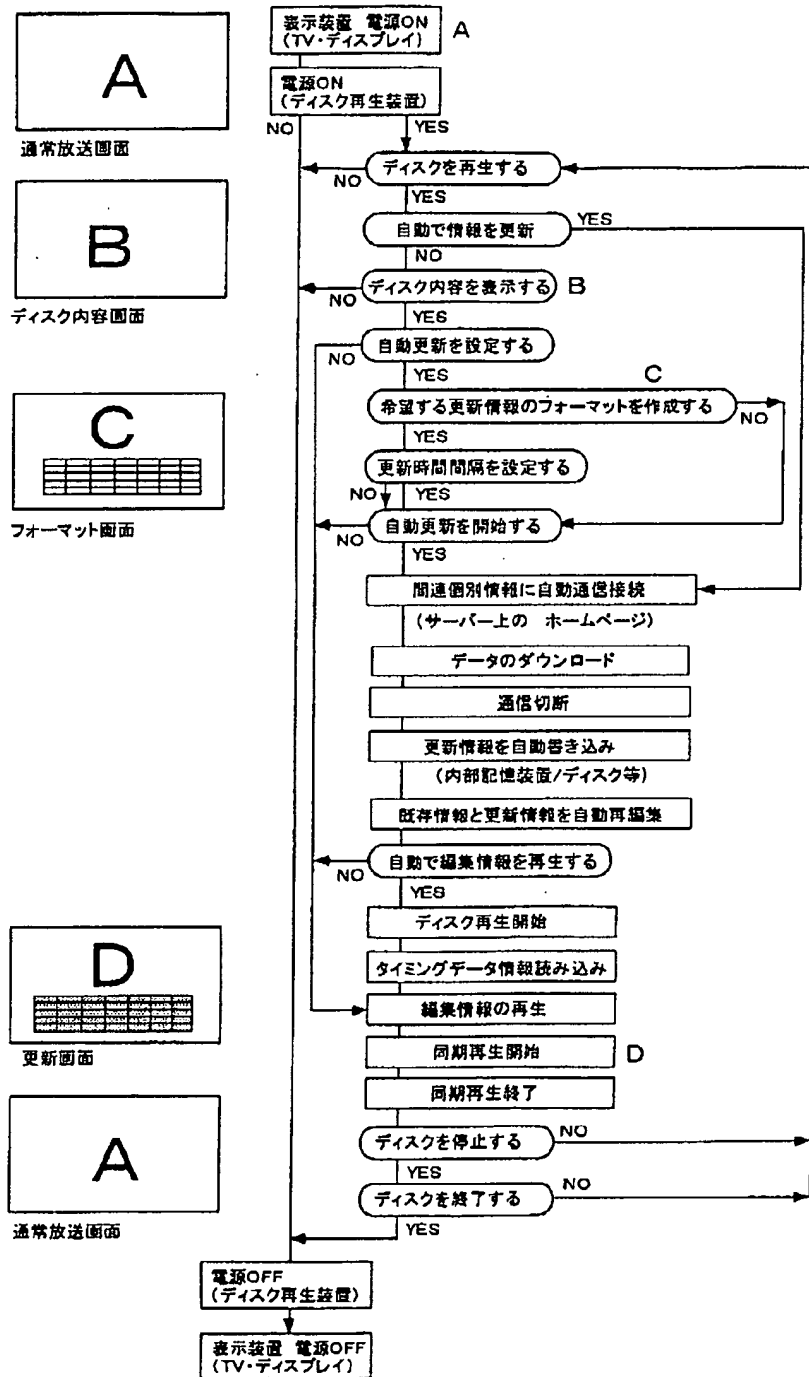 表示装置 電源ON
(TV・ディスプレイ)
A
A
通常放送画面
電源ON
(ディスク再生装置)
NO
YES
ディスクを再生する
NO
YES
自動で情報を更新
YES
NO
B
ディスク内容画面
ディスク内容を表示する
B
NO
YES
自動更新を設定する
NO
YES
C
希望する更新情報のフォーマットを作成する
NO
YES
C
フォーマット画面
更新時間間隔を設定する
NO
YES
自動更新を開始する
NO
YES
関連個別情報に自動通信接続
(サーバー上の ホームページ)
データのダウンロード
通信切断
更新情報を自動書き込み
(内部記憶装置/ディスク等)
既存情報と更新情報を自動再編集
自動で編集情報を再生する
NO
YES
ディスク再生開始
タイミングデータ情報読み込み
編集情報の再生
D
更新画面
同期再生開始
D
同期再生終了
A
通常放送画面
ディスクを停止する
NO
YES
ディスクを終了する
NO
YES
電源OFF
(ディスク再生装置)
表示装置 電源OFF
(TV・ディスプレイ)